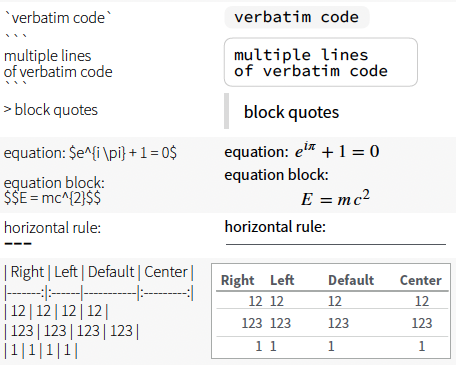 `verbatim code` verbatim code
```
multiple lines multiple lines
of verbatim code of verbatim code
```
> block quotes block quotes
equation: $e^{i \pi} + 1 = 0$ equation: e^{iπ} + 1 = 0
equation block: equation block:
$$E = mc^{2}$$ E = mc²
horizontal rule: horizontal rule:
---
| Right | Left | Default | Center | Right Left Default Center
|-------:|:------|-----------|:---------:|
| 12 | 12 | 12 | 12 | 12 12 12 12
| 123 | 123 | 123 | 123 | 123 123 123 123
| 1 | 1 | 1 | 1 | 1 1 1 1